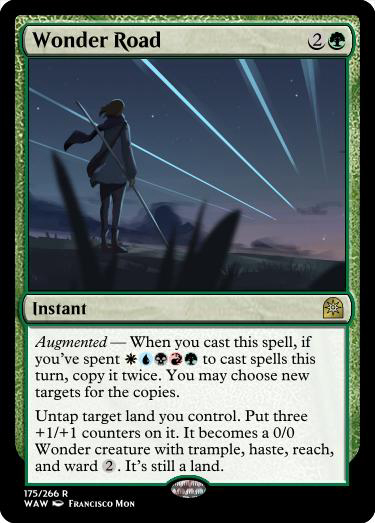 Wonder Road 2
Instant
Augmented — When you cast this spell, if
you've spent to cast spells this
turn, copy it twice. You may choose new
targets for the copies.
Untap target land you control. Put three
+1/+1 counters on it. It becomes a 0/0
Wonder creature with trample, haste, reach,
and ward 2. It's still a land.
175/266 R
WAW Francisco Mon